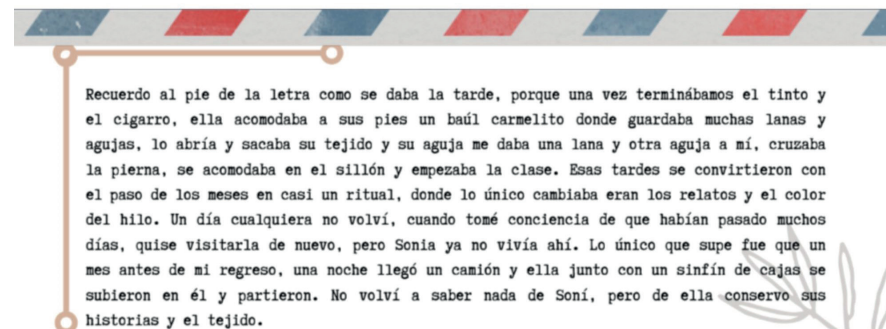 Recuerdo al pie de la letra como se daba la tarde, porque una vez terminábamos el tinto y
el cigarro, ella acomodaba a sus pies un baúl carmelito donde guardaba muchas lanas y
agujas, lo abría y sacaba su tejido y su aguja me daba una lana y otra aguja a mí, cruzaba
la pierna, se acomodaba en el sillón y empezaba la clase. Esas tardes se convirtieron con
el paso de los meses en casi un ritual, donde lo único cambiaba eran los relatos y el color
del hilo. Un día cualquiera no volví, cuando tomé conciencia de que habían pasado muchos
días, quise visitarla de nuevo, pero Sonia ya no vivía ahí. Lo único que supe fue que un
mes antes de mi regreso, una noche llegó un camión y ella junto con un sinfín de cajas se
subieron en él y partieron. No volví a saber nada de Soní, pero de ella conservo sus
historias y el tejido.